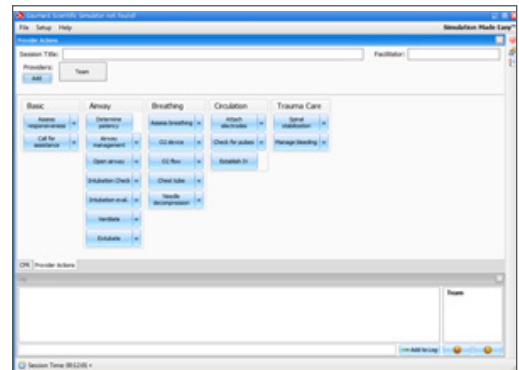 Gaumard Scientific Simulator not found!
File Setup Help
Simulation Made Easy™
Provider Actions
Session Title:
Facilitator:
Providers:
Add
Team
Basic
Assess responsiveness
Call for assistance
Airway
Determine patency
Airway management
Open airway
Intubation Check
Intubation eval.
Ventilate
Extubate
Breathing
Assess breathing
O2 device
O2 flow
Chest tube
Needle decompression
Circulation
Attach electrodes
Check for pulses
Establish IV
Trauma Care
Spinal stabilization
Manage bleeding
CPR Provider Actions
Log
Team
Add to Log